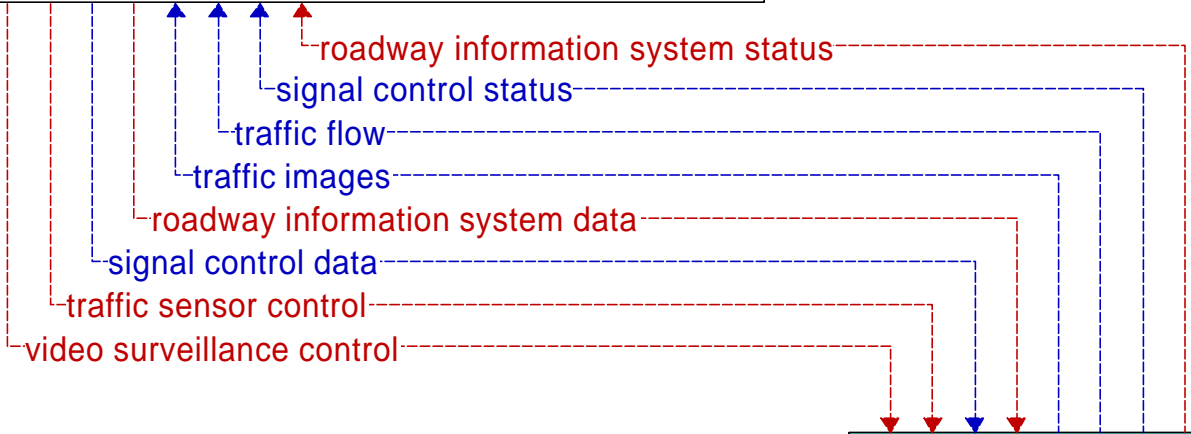 roadway information system status
signal control status
traffic flow
traffic images
roadway information system data
signal control data
traffic sensor control
video surveillance control